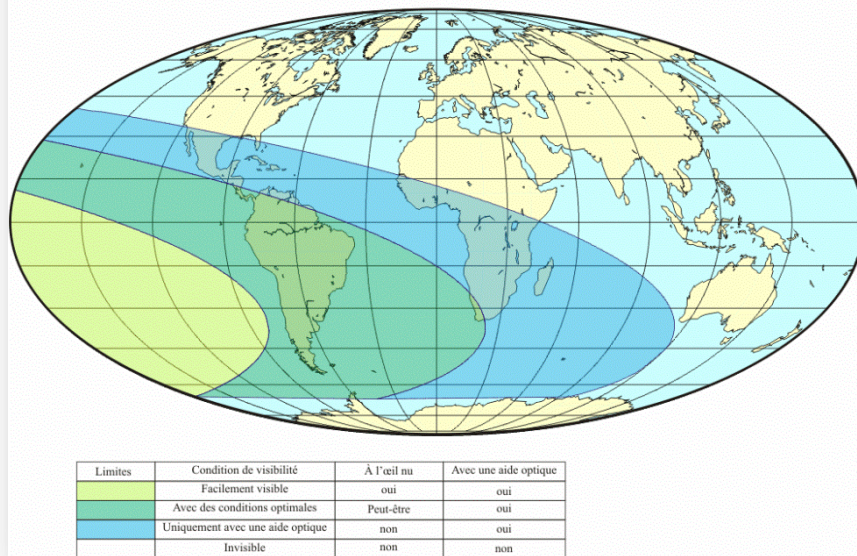 Limites Condition de visibilité À l'œil nu Avec une aide optique
Facilement visible oui oui
Avec des conditions optimales Peut-être oui
Uniquement avec une aide optique non oui
Invisible non non